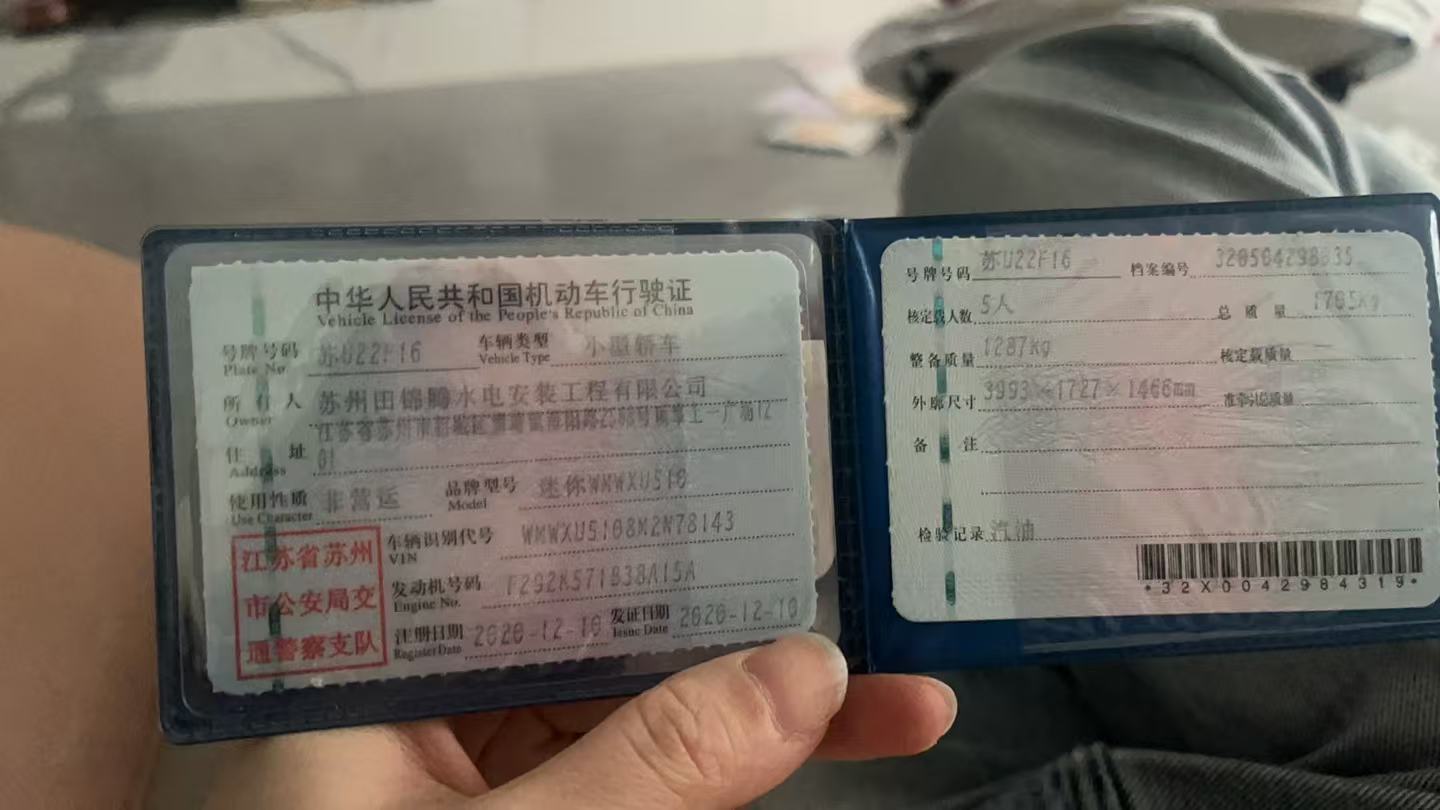 中华人民共和国机动车行驶证
Vehicle License of the People's Republic of China
号牌号码 苏U22F16 车辆类型 小型轿车
Plate No. Vehicle Type
所有人 苏州田锦腾水电安装工程有限公司
Owner
江苏省苏州市相城区
住址
Address
使用性质 非营运 品牌型号 迷你WMWXU510
Use Character Model
车辆识别代号 WMWXU5108M2N78143
VIN
发动机号码
Engine No.
注册日期 2020-12-10 发证日期 2020-12-10
Register Date Issue Date
江苏省苏州
市公安局交
通警察支队
号牌号码 苏U22F16 档案编号
核定载人数 5人 总质量 1705kg
整备质量 1287kg 核定载质量
外廓尺寸 3993×1727×1466mm 准牵引总质量
备注
检验记录 汽油
*32X0042984319*